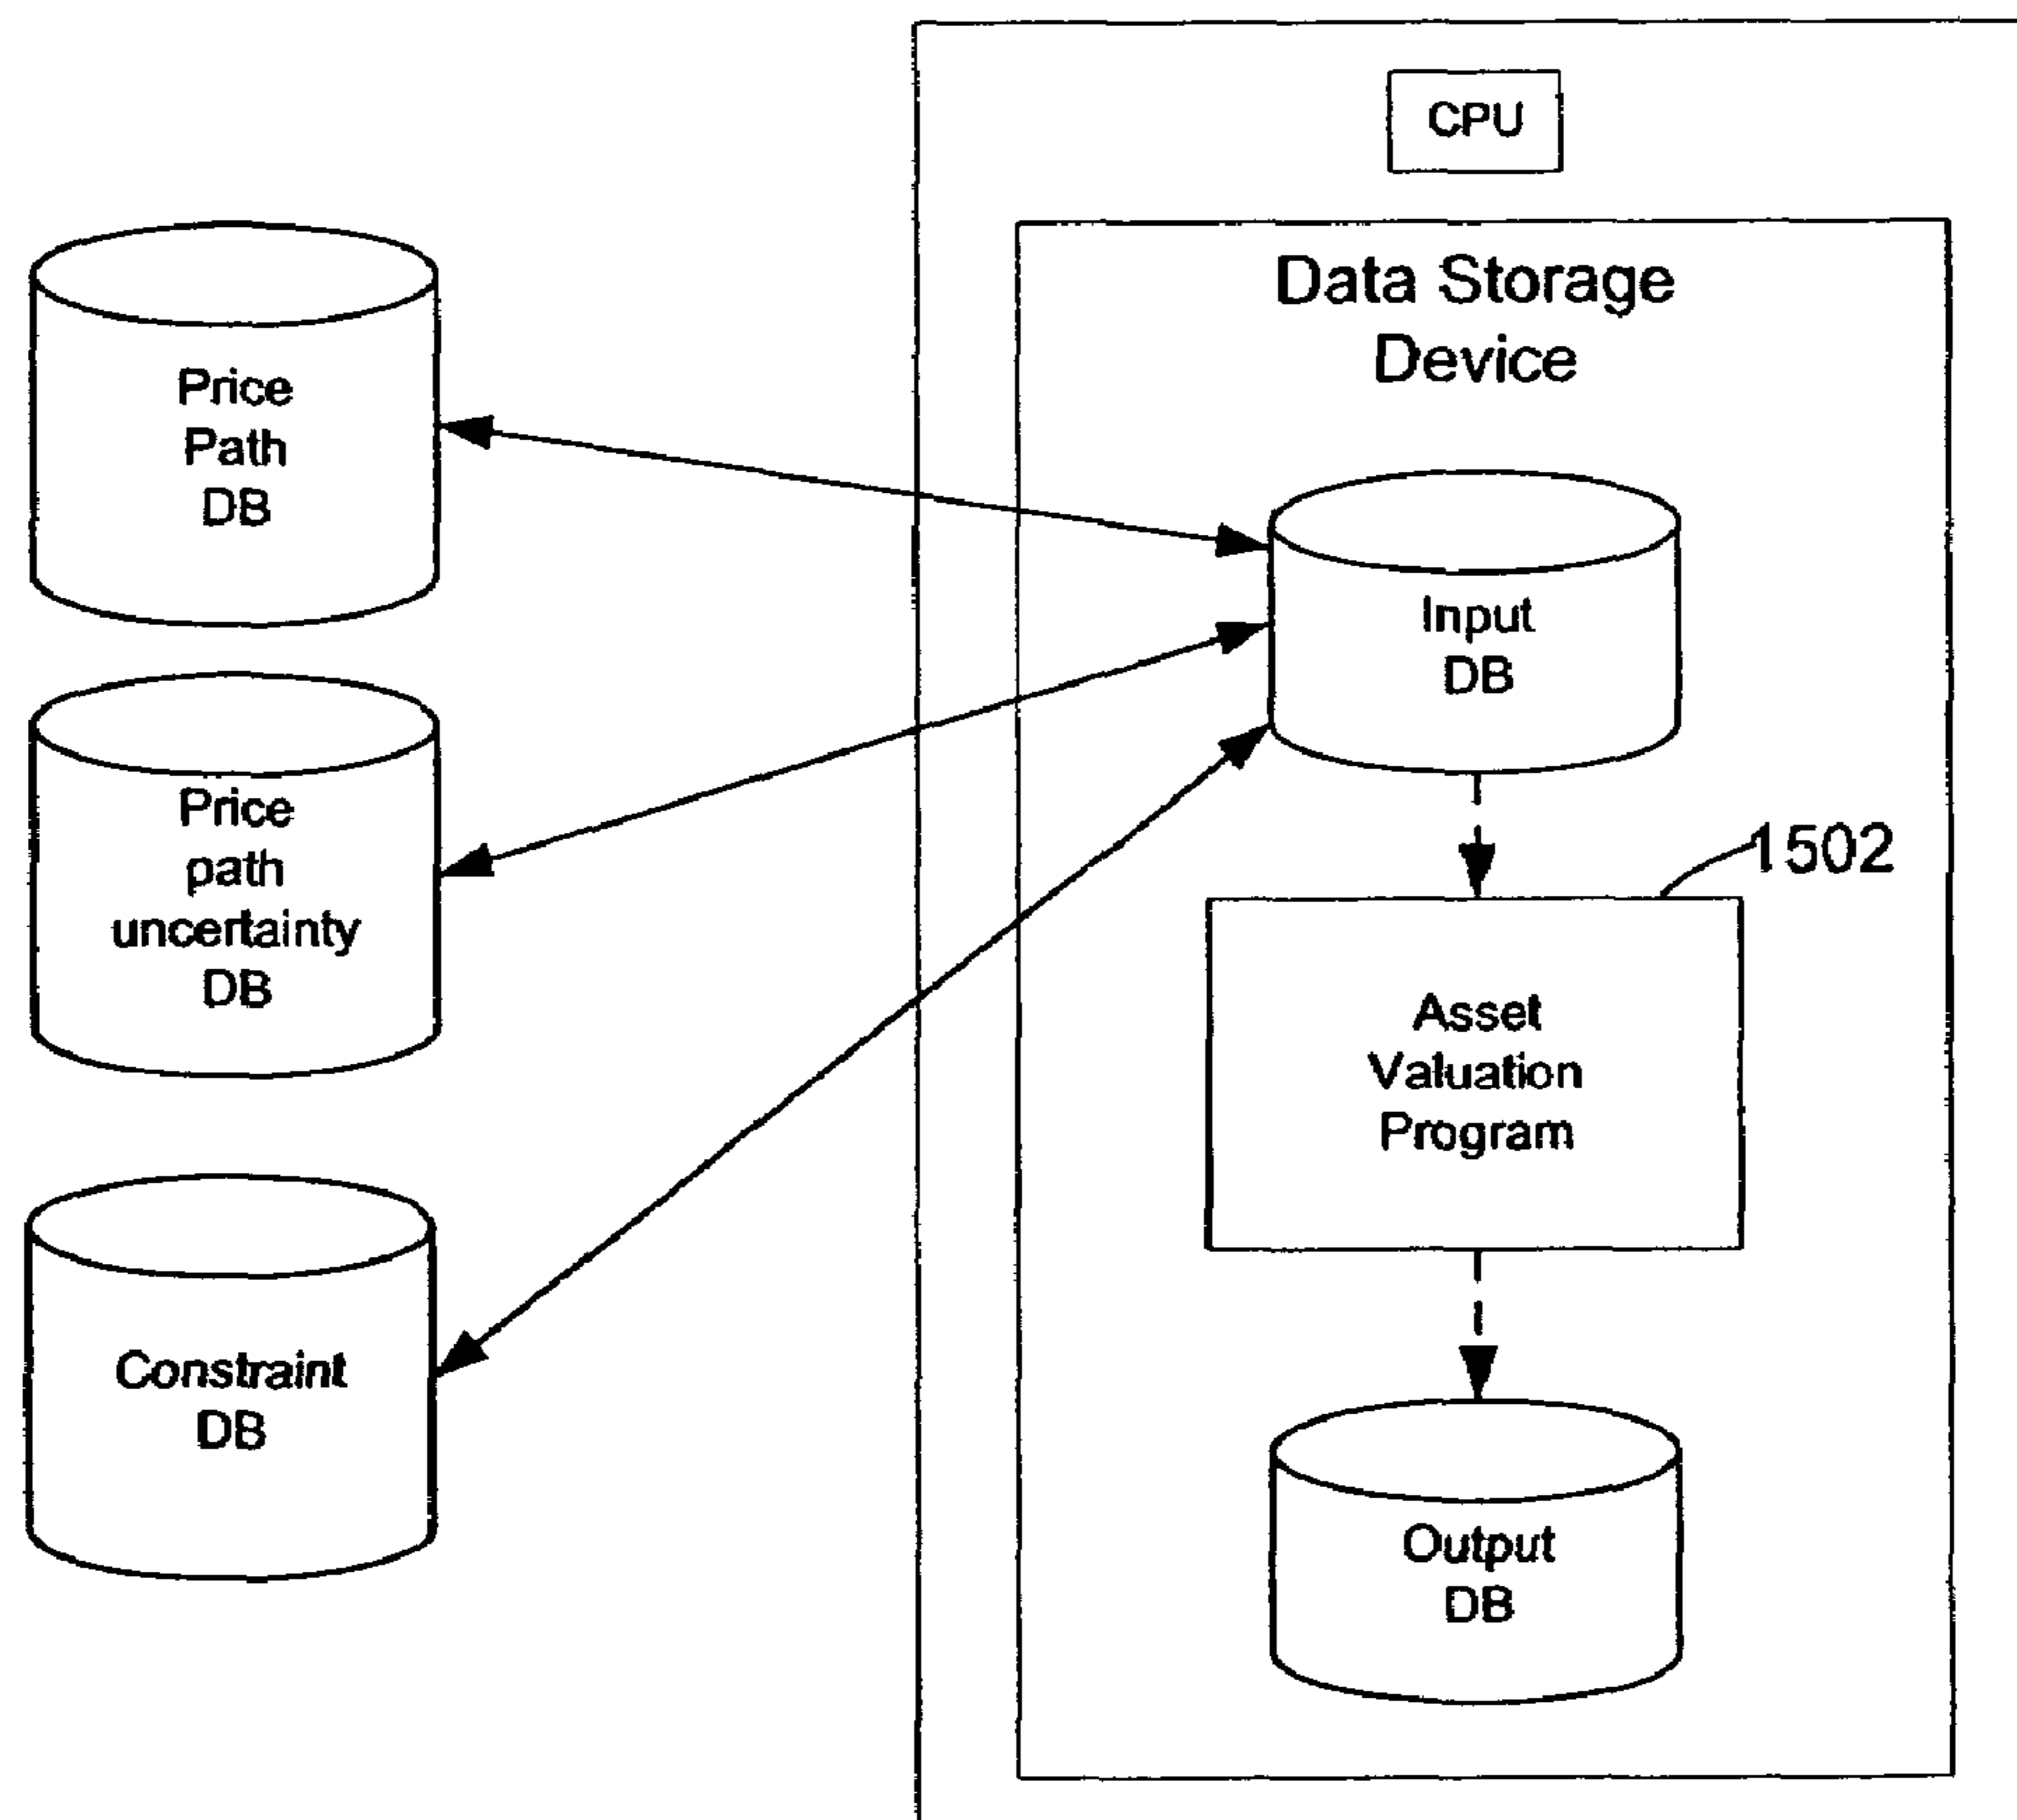 CPU
Data Storage
Device
Price
Path
DB
Input
DB
Price
path
uncertainty
DB
1502
Asset
Valuation
Program
Constraint
DB
Output
DB